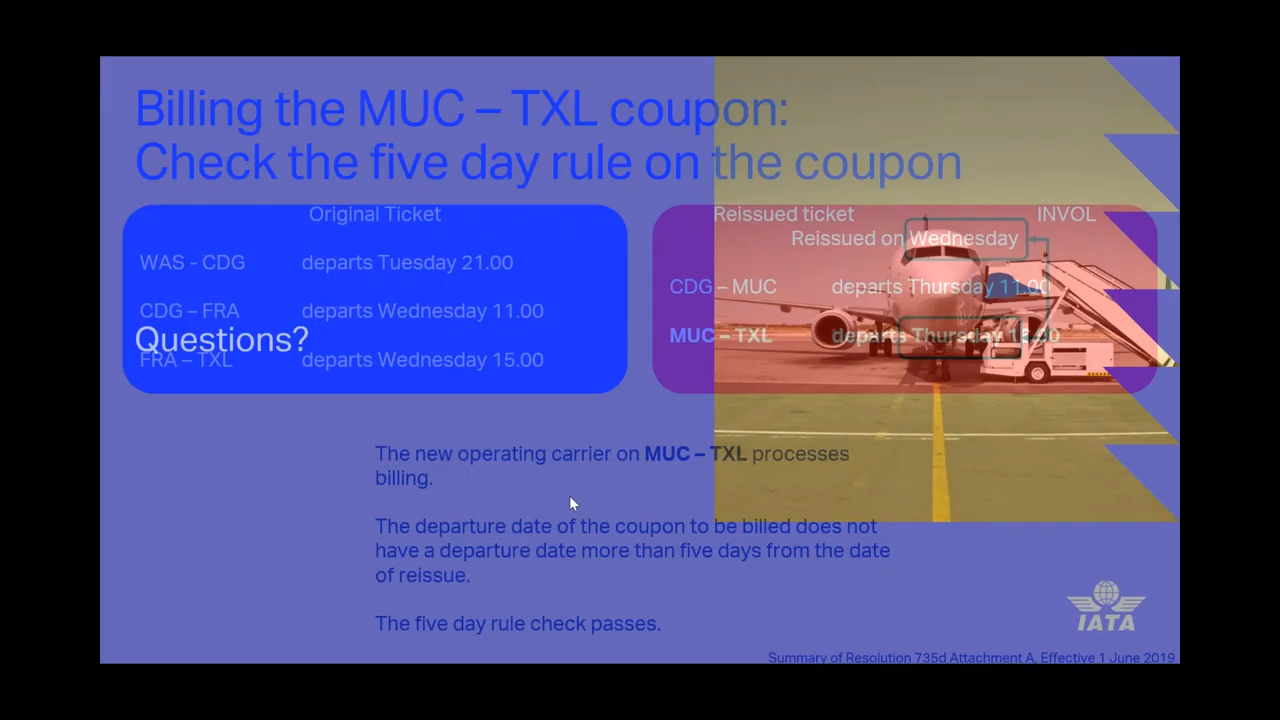 Billing the MUC – TXL coupon:
Check the five day rule on the coupon
Original Ticket
WAS - CDG departs Tuesday 21.00
CDG – FRA departs Wednesday 11.00
Questions?
FRA – TXL departs Wednesday 15.00
Reissued ticket INVOL
Reissued on Wednesday
CDG – MUC departs Thursday 11.00
MUC – TXL departs Thursday
The new operating carrier on MUC – TXL processes
billing.
The departure date of the coupon to be billed does not
have a departure date more than five days from the date
of reissue.
The five day rule check passes.
IATA
Summary of Resolution 735d Attachment A, Effective 1 June 2019